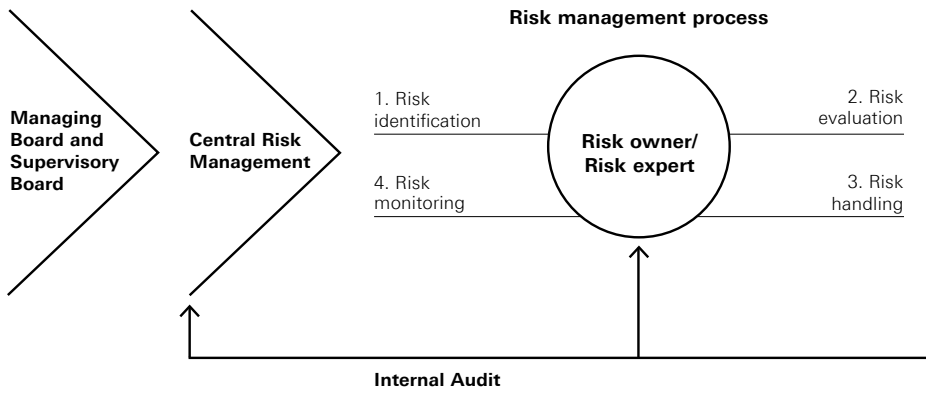 Risk management process
Managing
Board and
Supervisory
Board
Central Risk
Management
1. Risk
identification
2. Risk
evaluation
Risk owner/
Risk expert
4. Risk
monitoring
3. Risk
handling
Internal Audit